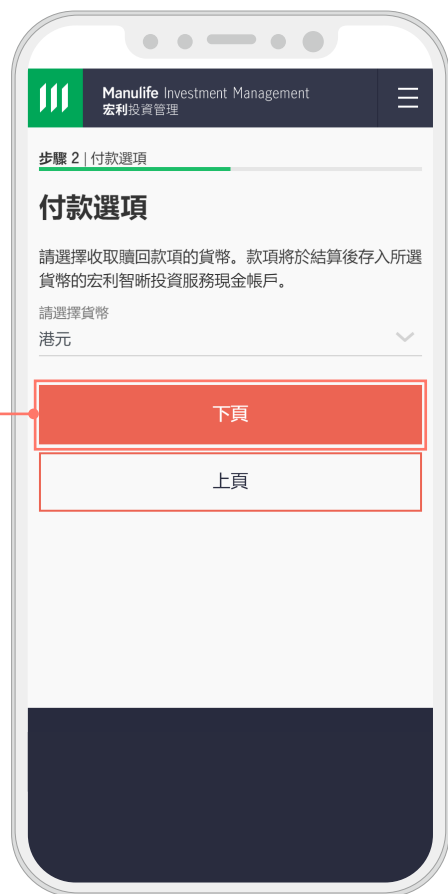 Manulife Investment Management
宏利投資管理
步驟 2 | 付款選項
付款選項
請選擇收取贖回款項的貨幣。款項將於結算後存入所選
貨幣的宏利智晰投資服務現金帳戶。
請選擇貨幣
港元
下頁
上頁